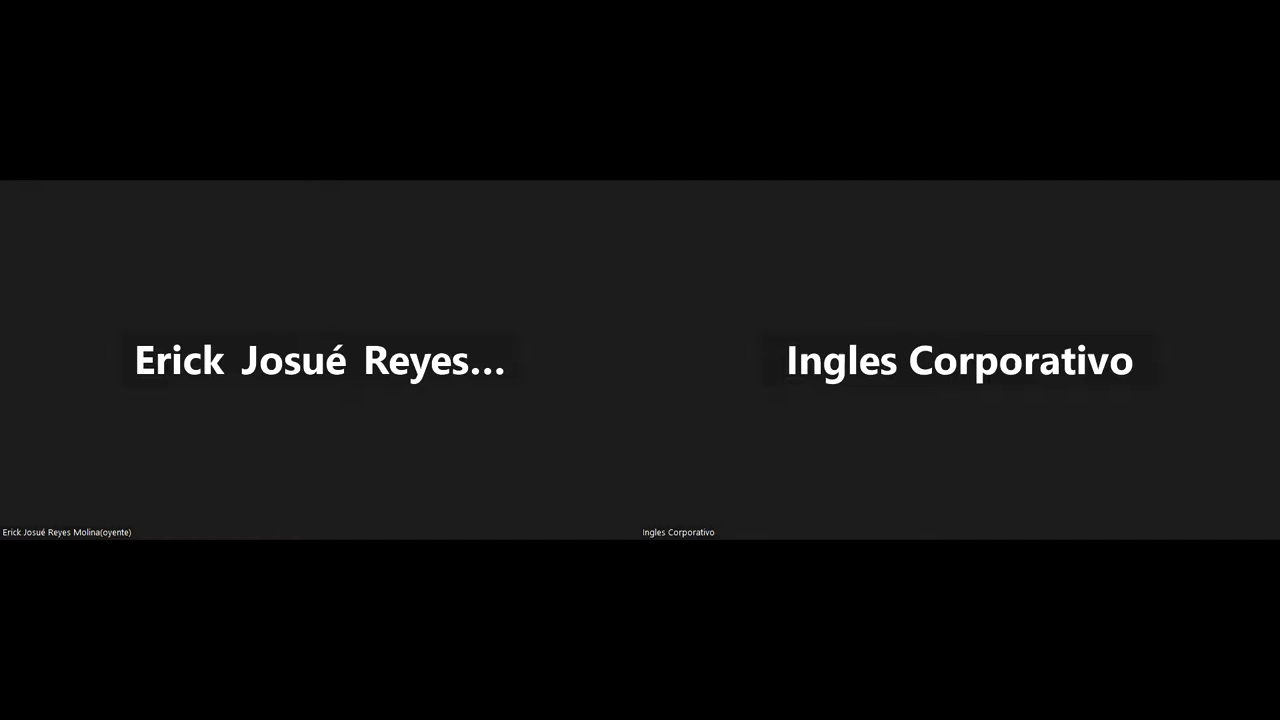 Erick Josué Reyes...
Ingles Corporativo
Erick Josué Reyes Molina(oyente)
Ingles Corporativo